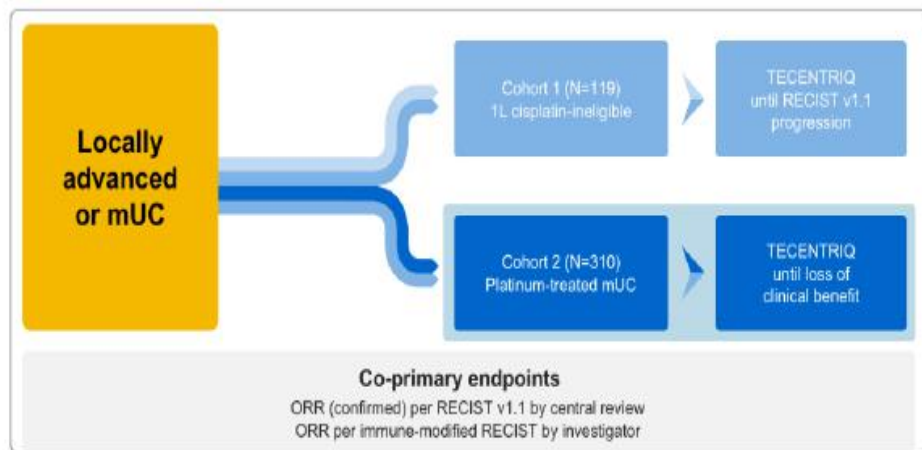 Locally
advanced
or mUC
Cohort 1 (N=119)
1L cisplatin-ineligible
TECENTRIQ
until RECIST v1.1
progression
Cohort 2 (N=310)
Platinum-treated mUC
TECENTRIQ
until loss of
clinical benefit
Co-primary endpoints
ORR (confirmed) per RECIST v1.1 by central review
ORR per immune-modified RECIST by investigator